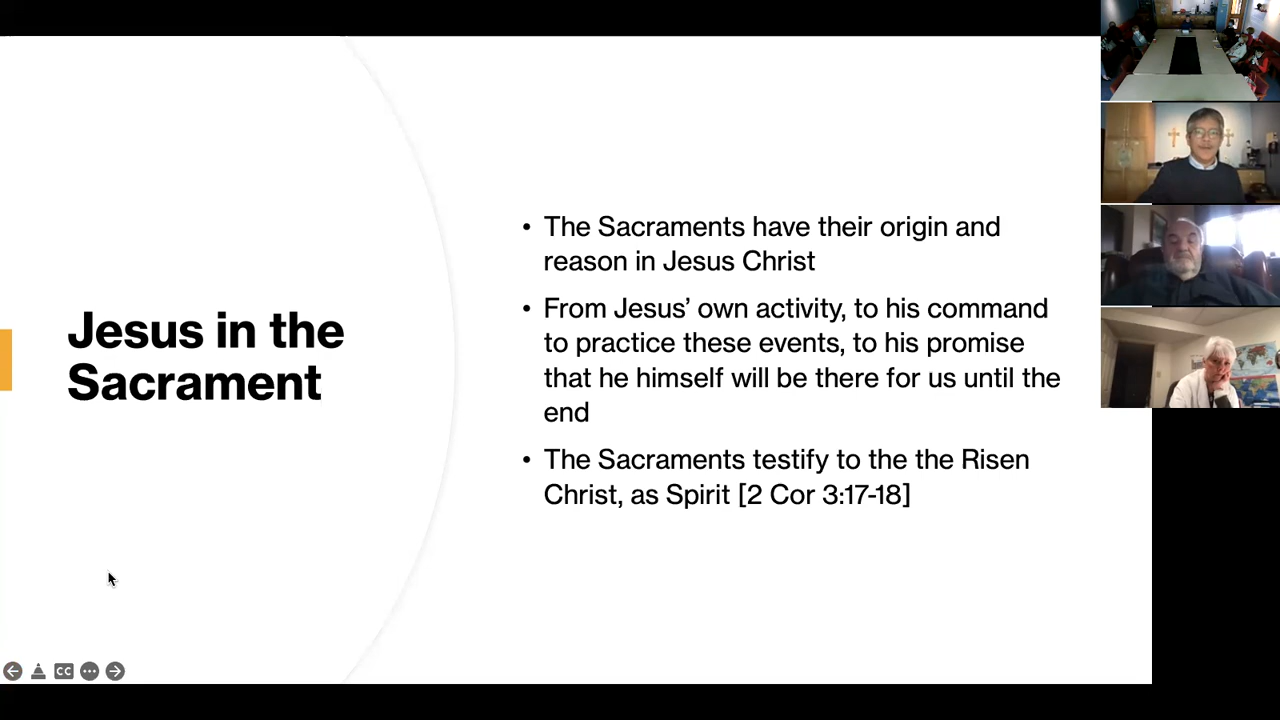 Jesus in the
Sacrament
• The Sacraments have their origin and
reason in Jesus Christ
• From Jesus’ own activity, to his command
to practice these events, to his promise
that he himself will be there for us until the
end
• The Sacraments testify to the the Risen
Christ, as Spirit [2 Cor 3:17-18]
CC